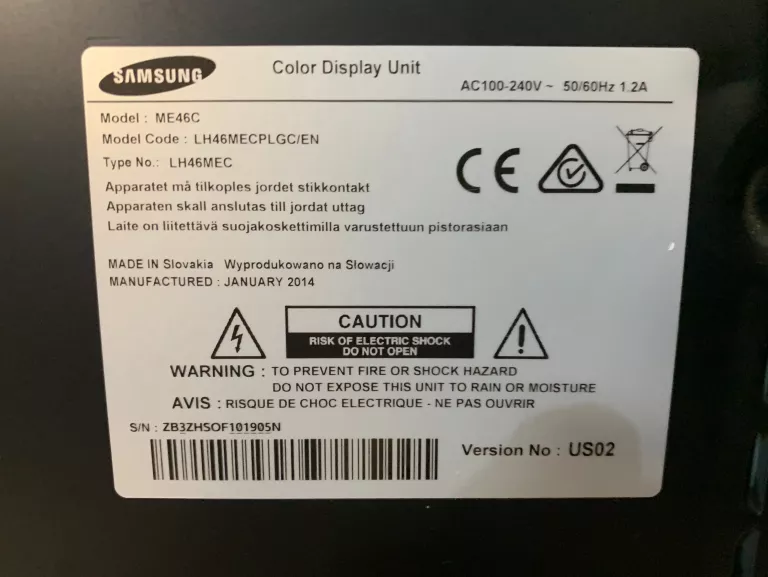 SAMSUNG
Color Display Unit
AC100-240V ~ 50/60Hz 1.2A
Model : ME46C
Model Code : LH46MECPLGC/EN
Type No.: LH46MEC
Apparatet må tilkoples jordet stikkontakt
Apparaten skall anslutas till jordat uttag
Laite on liitettävä suojakoskettimilla varustettuun pistorasiaan
CE
MADE IN Slovakia Wyprodukowano na Slowacji
MANUFACTURED : JANUARY 2014
CAUTION
RISK OF ELECTRIC SHOCK
DO NOT OPEN
WARNING : TO PREVENT FIRE OR SHOCK HAZARD
DO NOT EXPOSE THIS UNIT TO RAIN OR MOISTURE
AVIS : RISQUE DE CHOC ELECTRIQUE - NE PAS OUVRIR
S/N : ZB3ZHSOF101905N
Version No : US02